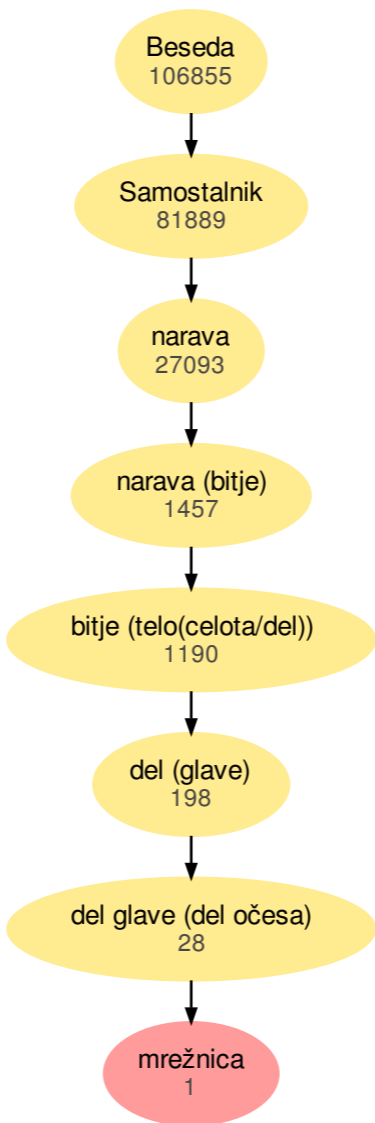 Beseda
106855
Samostalnik
81889
narava
27093
narava (bitje)
1457
bitje (telo(celota/del))
1190
del (glave)
198
del glave (del očesa)
28
mrežnica
1